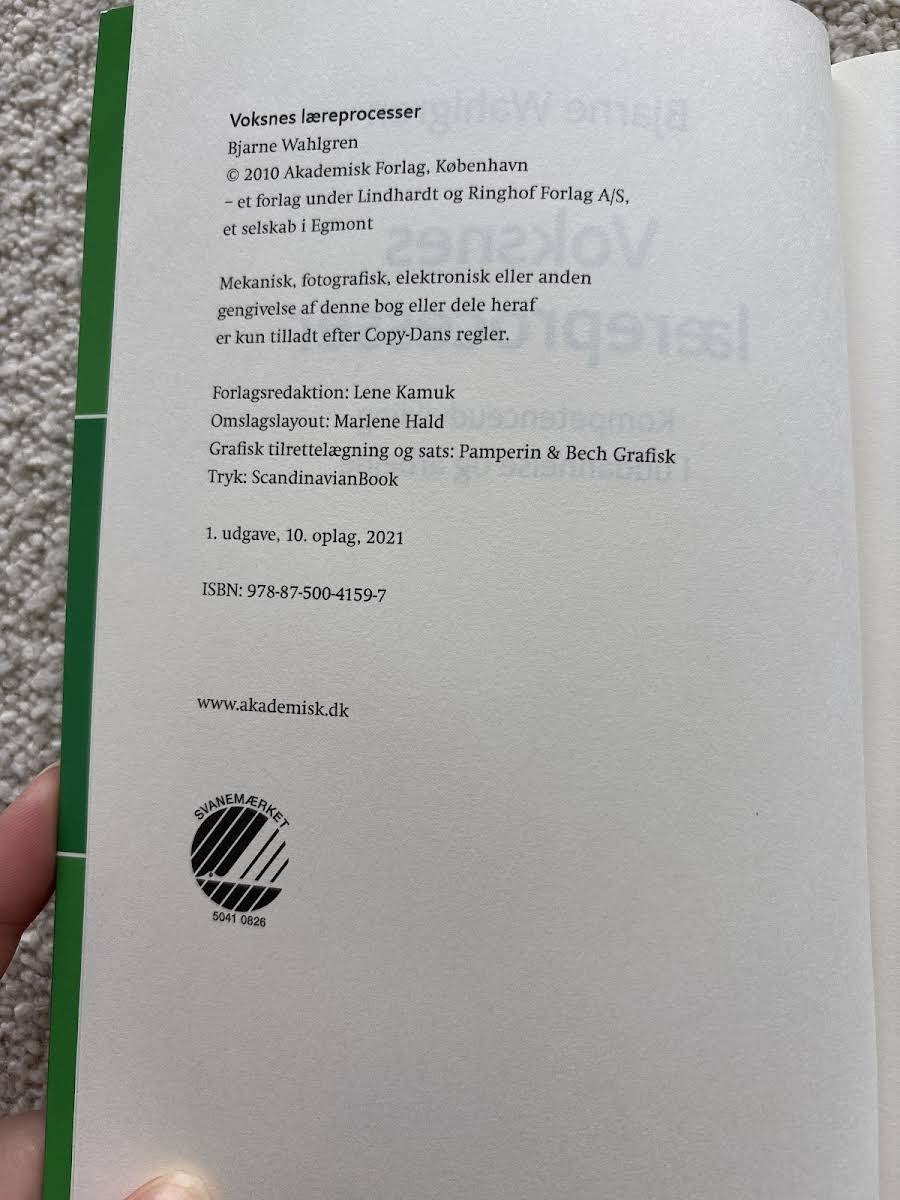 Voksnes læreprocesser
Bjarne Wahlgren
© 2010 Akademisk Forlag, København
– et forlag under Lindhardt og Ringhof Forlag A/S,
et selskab i Egmont
Mekanisk, fotografisk, elektronisk eller anden
gengivelse af denne bog eller dele heraf
er kun tilladt efter Copy-Dans regler.
Forlagsredaktion: Lene Kamuk
Omslagslayout: Marlene Hald
Grafisk tilrettelægning og sats: Pamperin & Bech Grafisk
Tryk: ScandinavianBook
1. udgave, 10. oplag, 2021
ISBN: 978-87-500-4159-7
www.akademisk.dk
SVANEMÆRKET
5041 0826